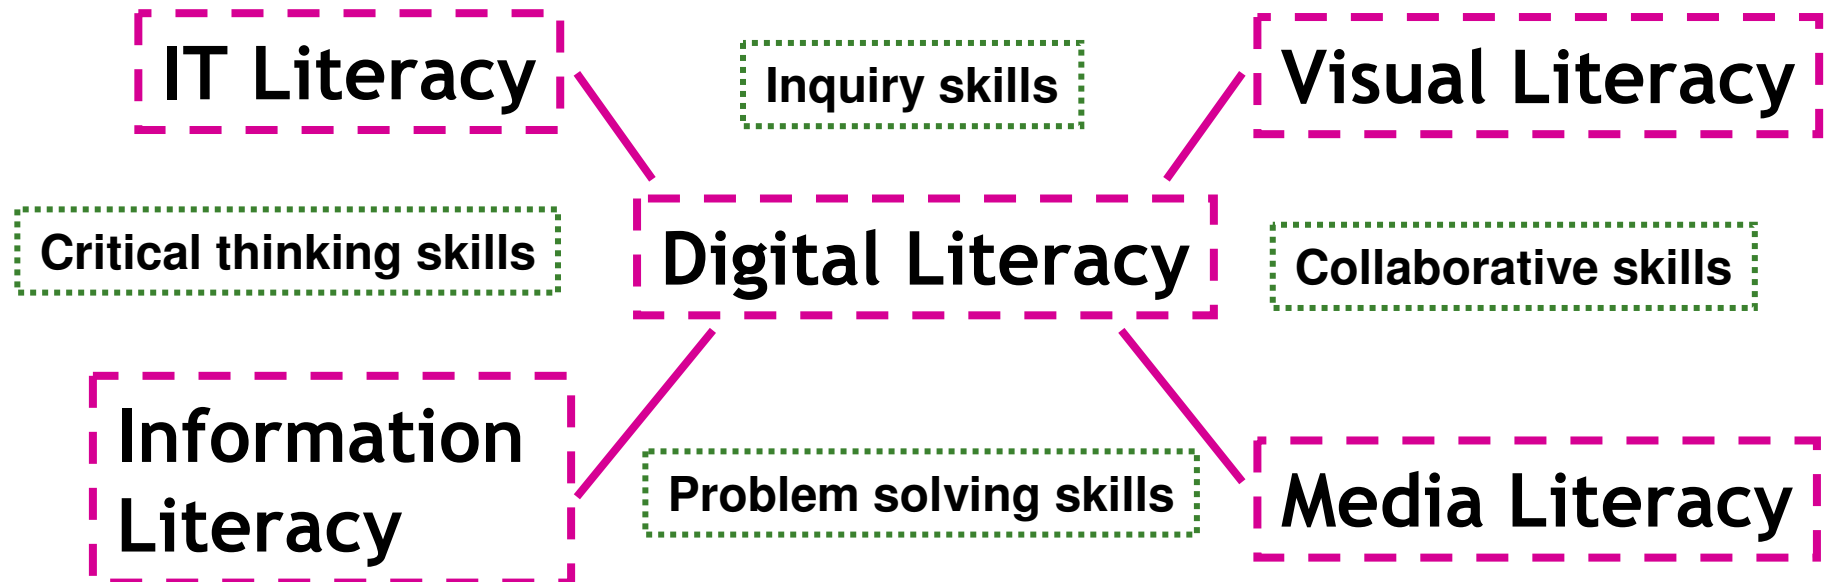 IT Literacy
Inquiry skills
Visual Literacy
Critical thinking skills
Digital Literacy
Collaborative skills
Information
Literacy
Problem solving skills
Media Literacy